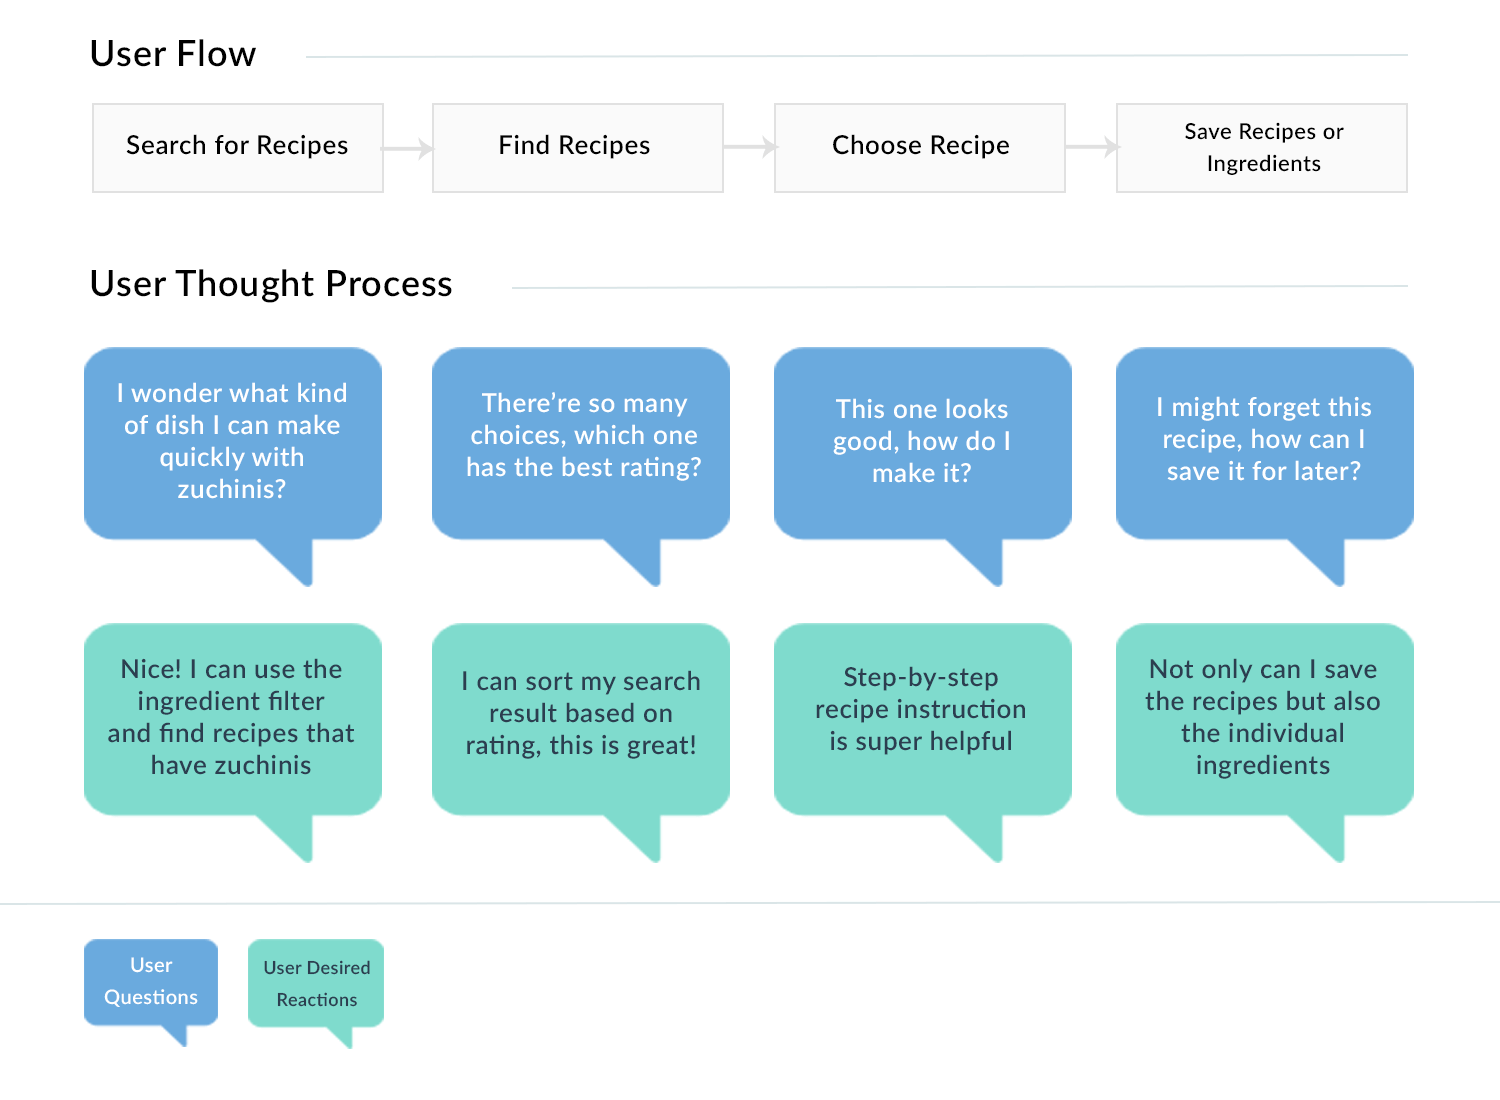 User Flow
Search for Recipes
Find Recipes
Choose Recipe
Save Recipes or
Ingredients
User Thought Process
I wonder what kind
of dish I can make
quickly with
zuchinis?
There’re so many
choices, which one
has the best rating?
This one looks
good, how do I
make it?
I might forget this
recipe, how can I
save it for later?
Nice! I can use the
ingredient filter
and find recipes that
have zuchinis
I can sort my search
result based on
rating, this is great!
Step-by-step
recipe instruction
is super helpful
Not only can I save
the recipes but also
the individual
ingredients
User
Questions
User Desired
Reactions